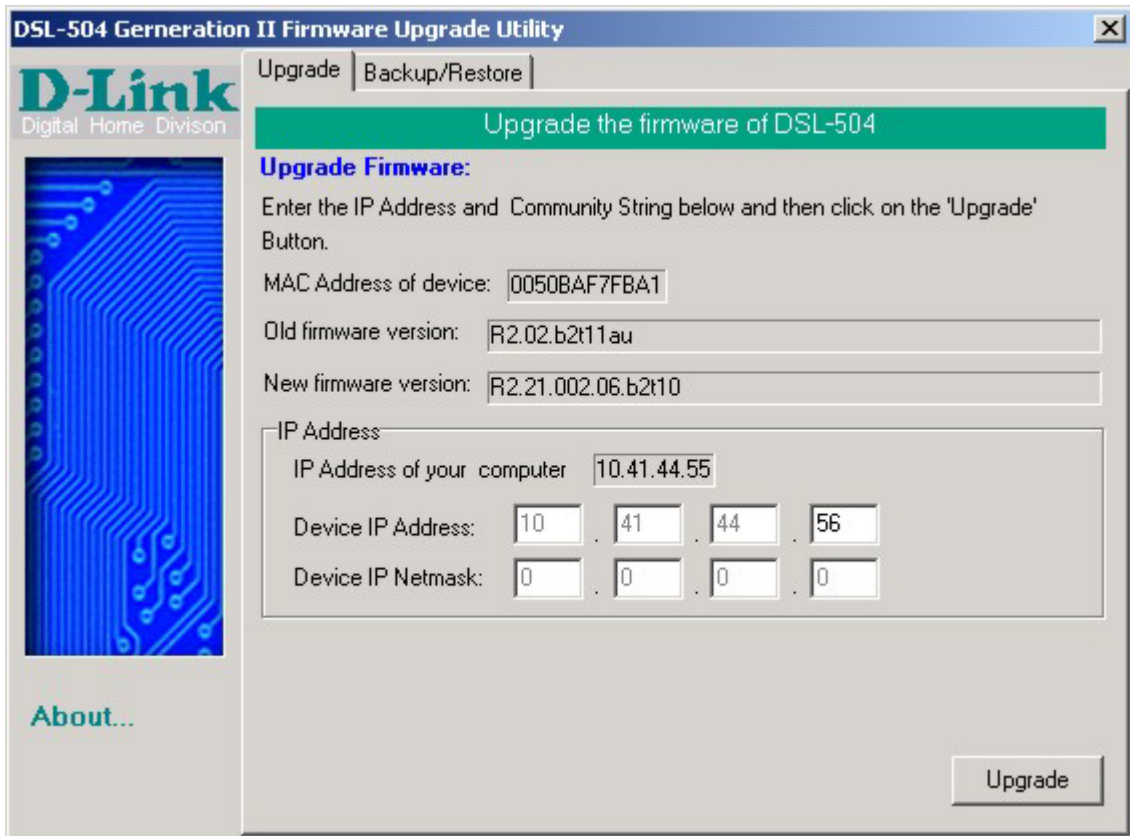 DSL-504 Gerneration II Firmware Upgrade Utility
D-Link
Digital Home Divison
Upgrade
Backup/Restore
Upgrade the firmware of DSL-504
Upgrade Firmware:
Enter the IP Address and Community String below and then click on the 'Upgrade'
Button.
MAC Address of device: 0050BAF7FBA1
Old firmware version: R2.02.b2t11au
New firmware version: R2.21.002.06.b2t10
IP Address
IP Address of your computer 10.41.44.55
Device IP Address: 10 . 41 . 44 . 56
Device IP Netmask: 0 . 0 . 0 . 0
About...
Upgrade